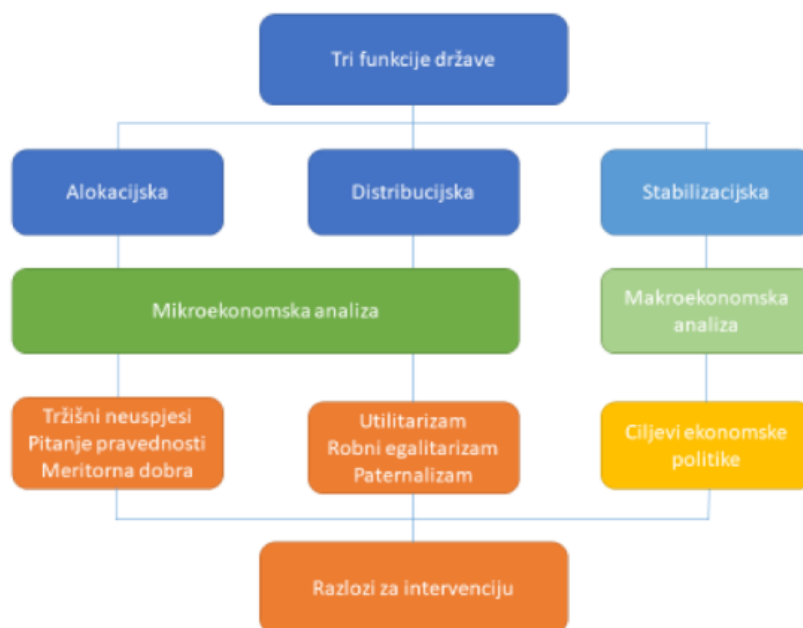 Tri funkcije države
Alokacijska
Distribucijska
Stabilizacijska
Mikroekonomska analiza
Makroekonomska
analiza
Tržišni neuspjesi
Pitanje pravednosti
Meritorna dobra
Utilitarizam
Robni egalitarizam
Paternalizam
Ciljevi ekonomske
politike
Razlozi za intervenciju